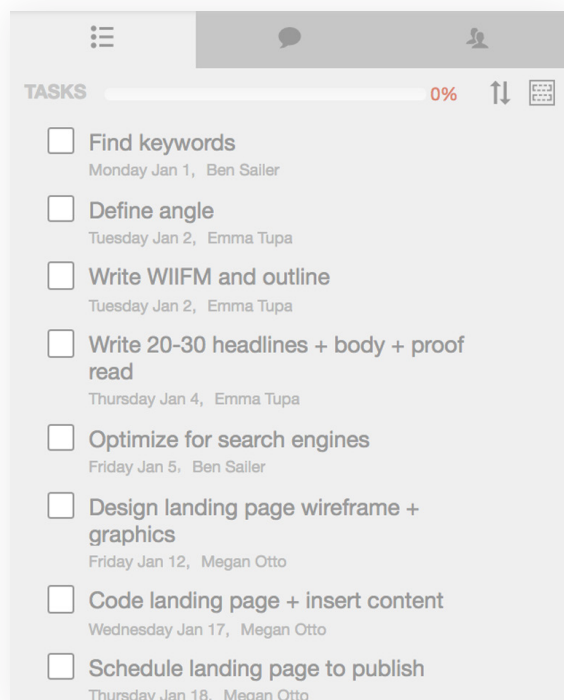 TASKS 0%
Find keywords
Monday Jan 1, Ben Sailer
Define angle
Tuesday Jan 2, Emma Tupa
Write WIIFM and outline
Tuesday Jan 2, Emma Tupa
Write 20-30 headlines + body + proof
read
Thursday Jan 4, Emma Tupa
Optimize for search engines
Friday Jan 5, Ben Sailer
Design landing page wireframe +
graphics
Friday Jan 12, Megan Otto
Code landing page + insert content
Wednesday Jan 17, Megan Otto
Schedule landing page to publish
Thursday Jan 18, Megan Otto